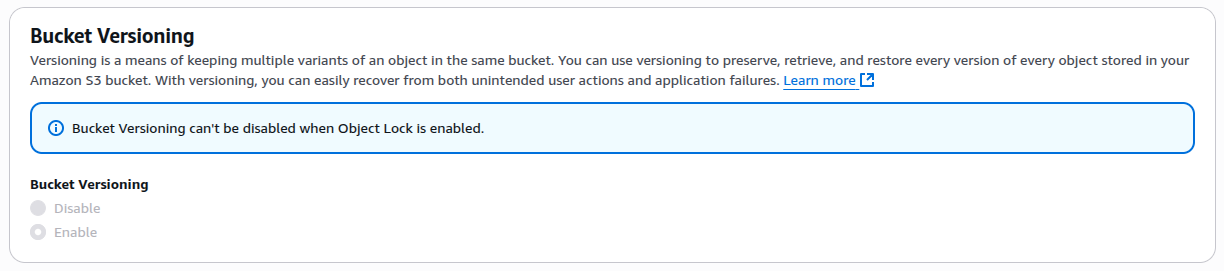 Bucket Versioning
Versioning is a means of keeping multiple variants of an object in the same bucket. You can use versioning to preserve, retrieve, and restore every version of every object stored in your
Amazon S3 bucket. With versioning, you can easily recover from both unintended user actions and application failures. Learn more
Bucket Versioning can't be disabled when Object Lock is enabled.
Bucket Versioning
Disable
Enable